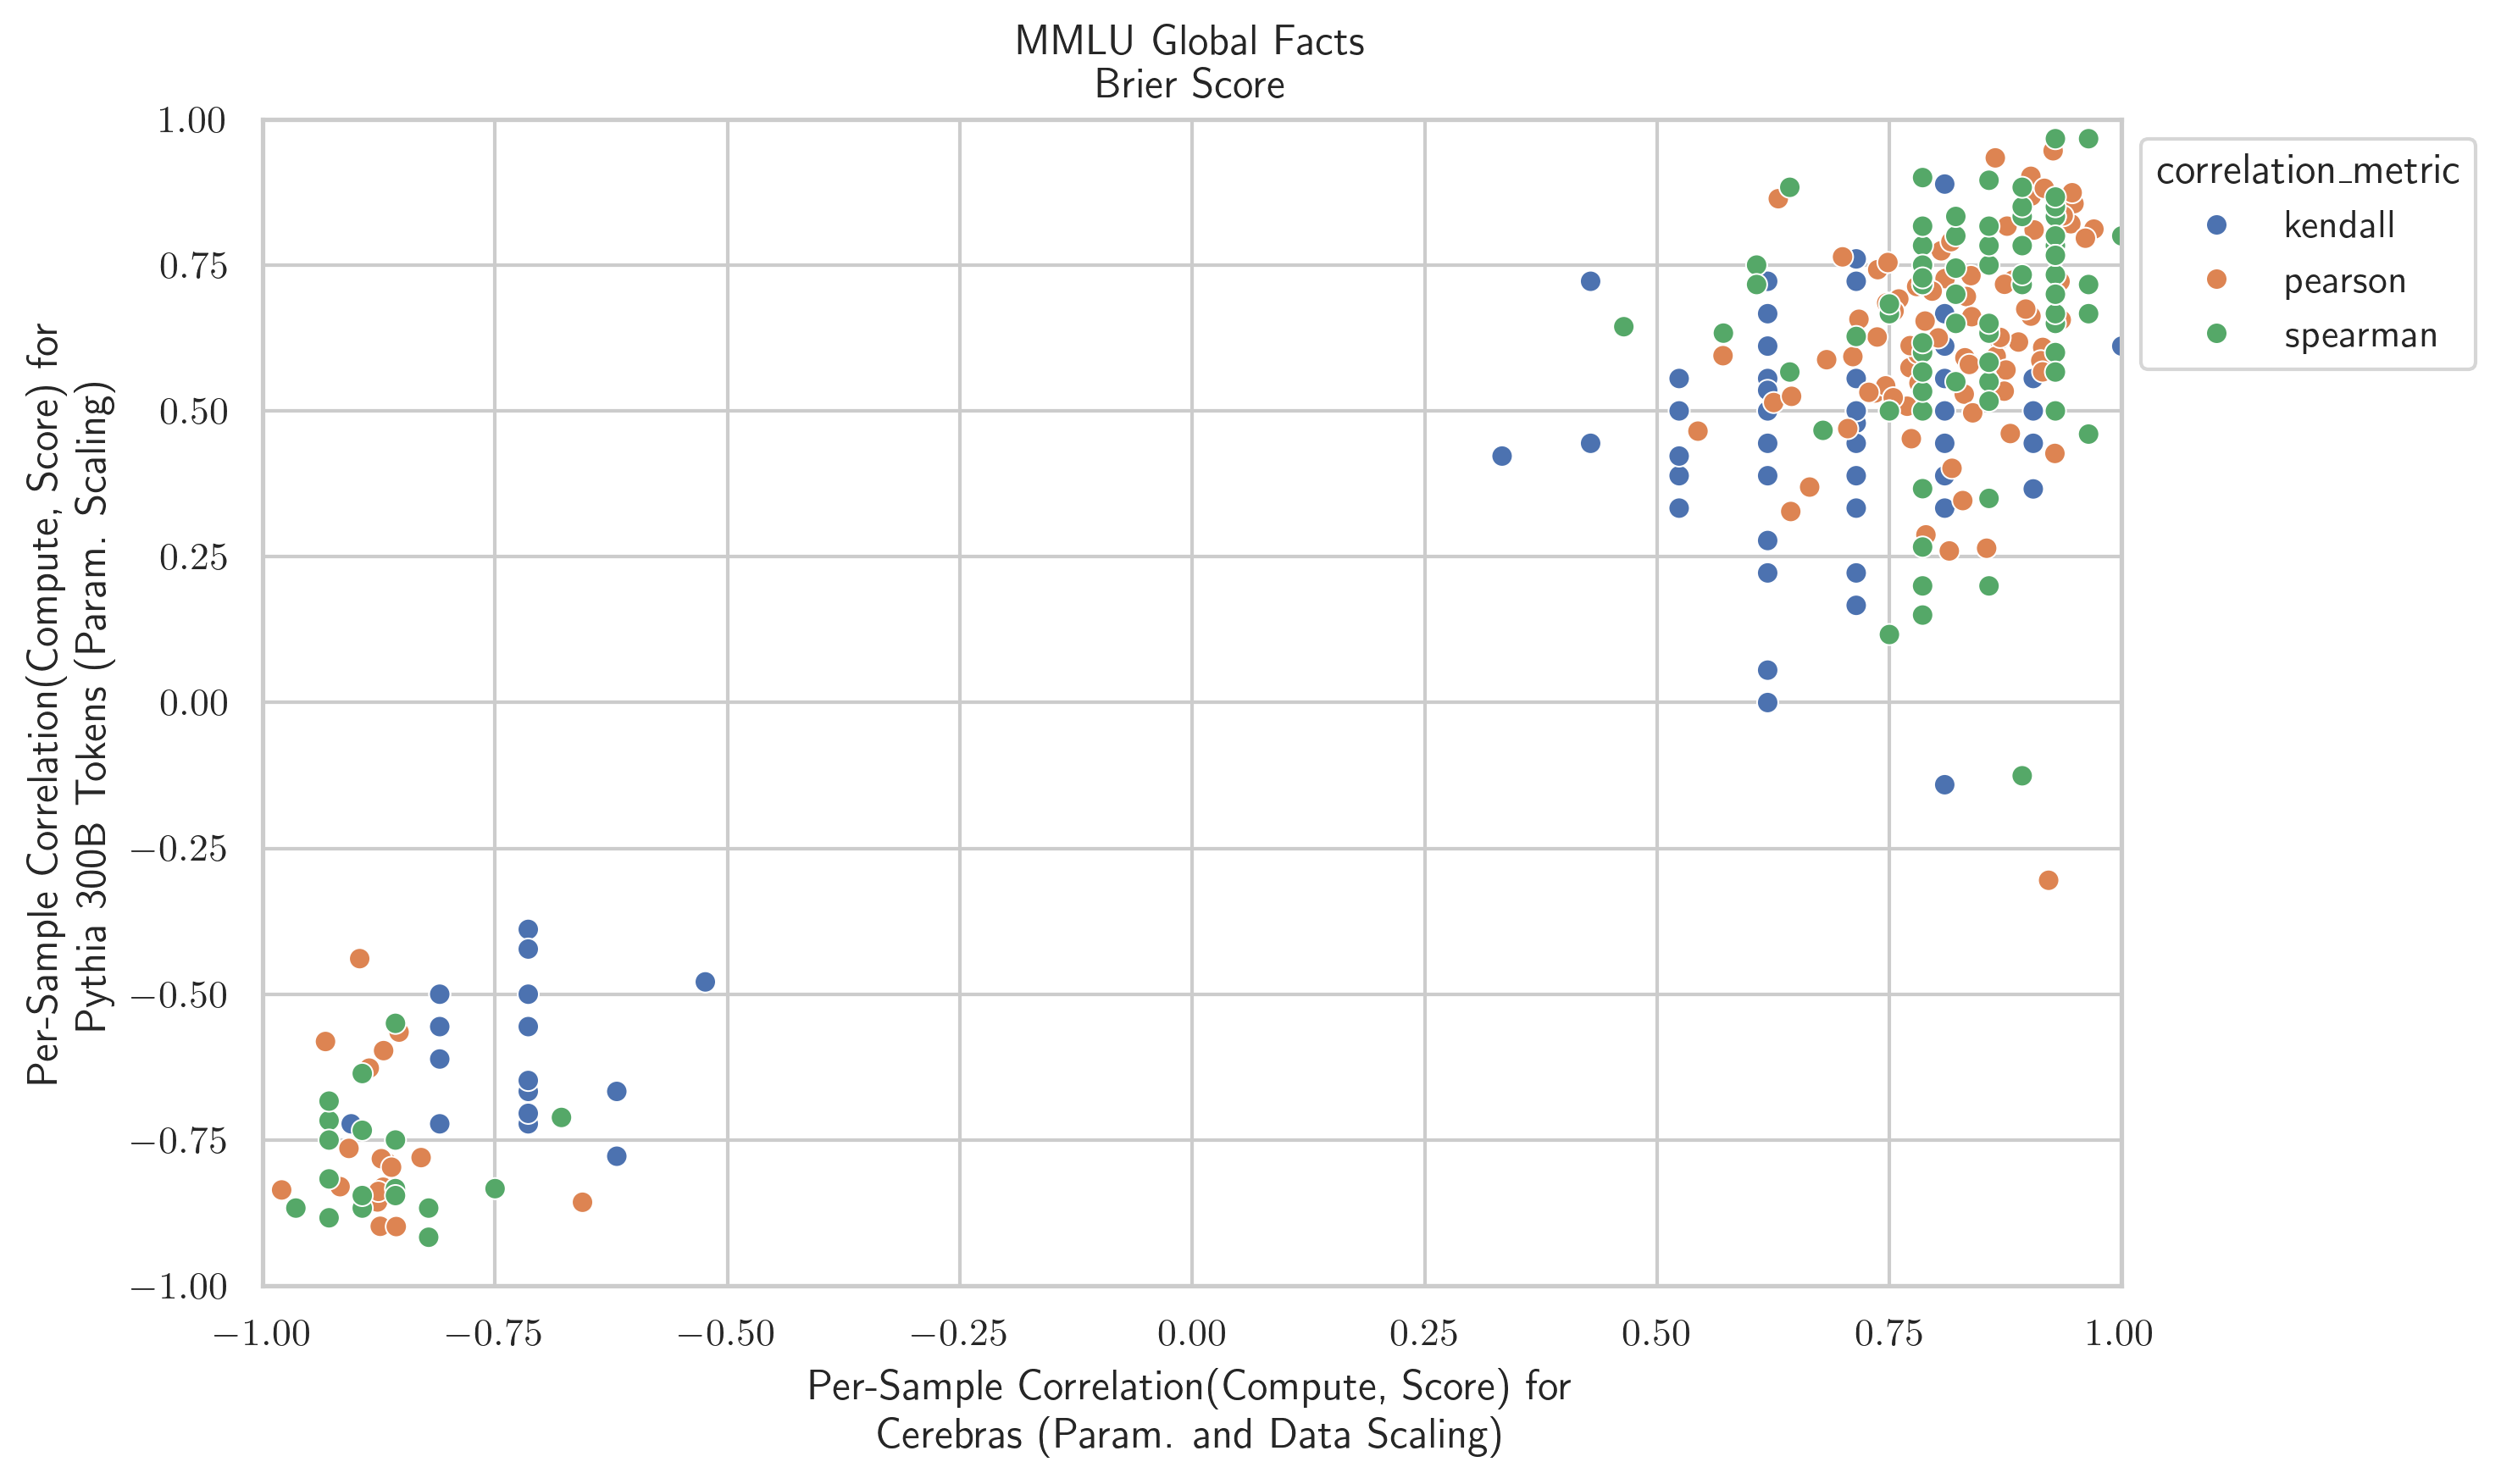 MMLU Global Facts
Brier Score
Per-Sample Correlation(Compute, Score) for
Pythia 300B Tokens (Param. Scaling)
1.00
0.75
0.50
0.25
0.00
−0.25
−0.50
−0.75
−1.00
−1.00
−0.75
−0.50
−0.25
0.00
0.25
0.50
0.75
1.00
Per-Sample Correlation(Compute, Score) for
Cerebras (Param. and Data Scaling)
correlation_metric
kendall
pearson
spearman